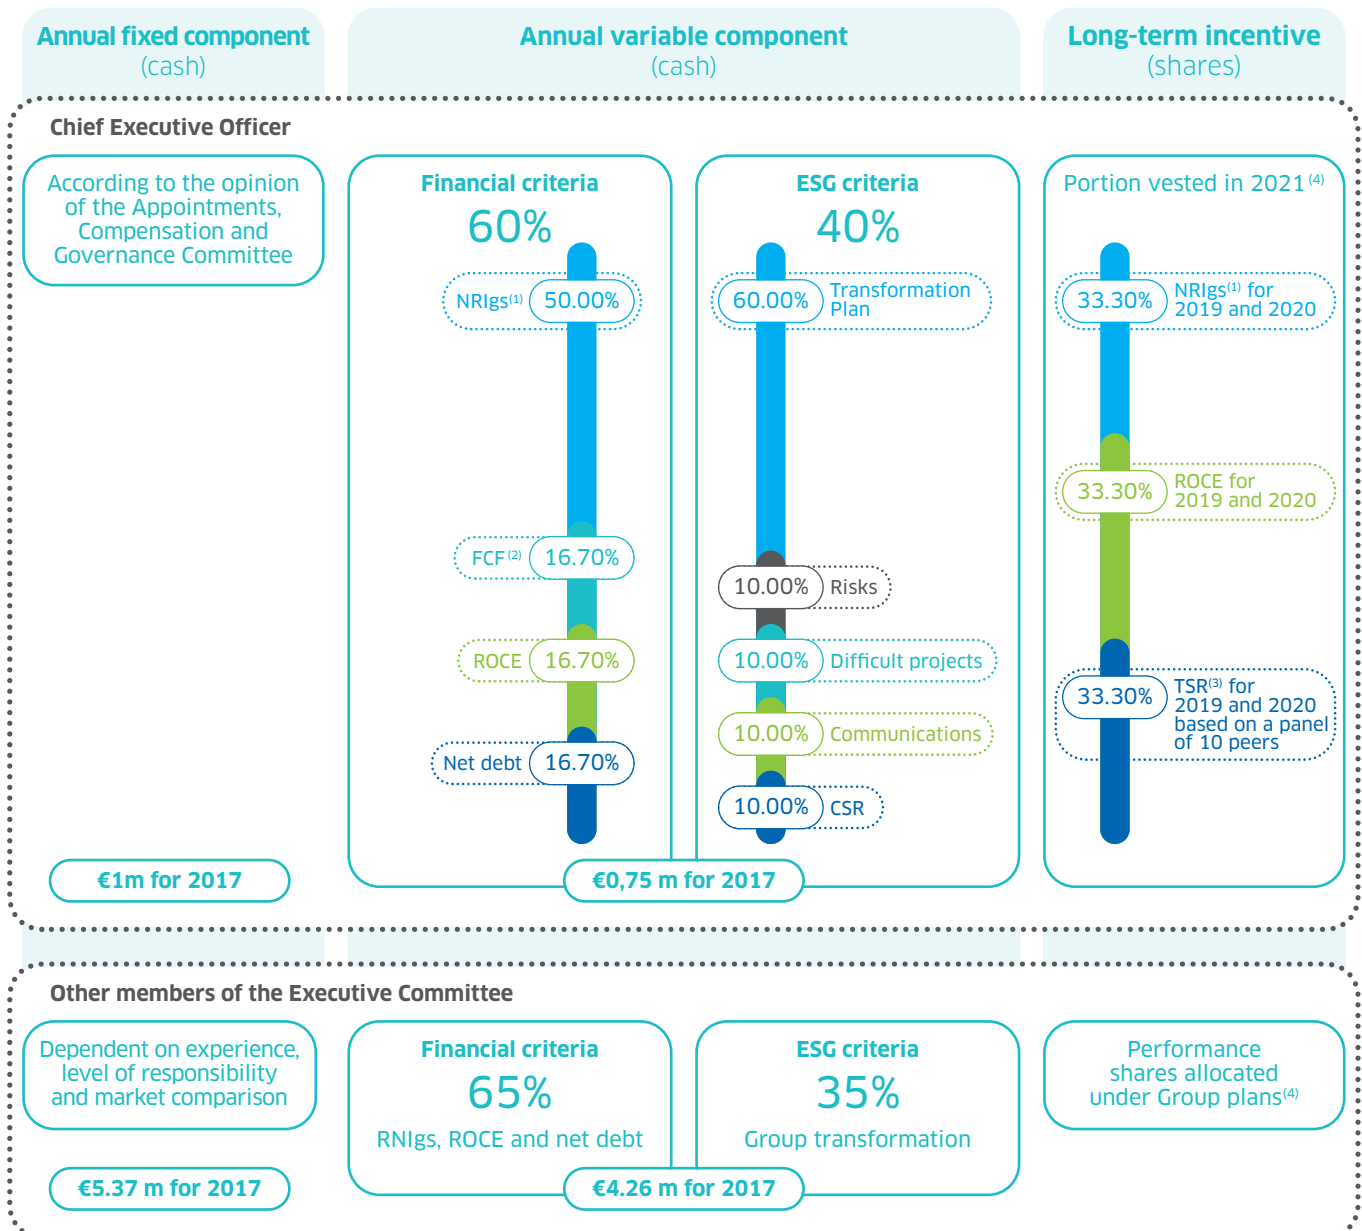 Annual fixed component
(cash)
Annual variable component
(cash)
Long-term incentive
(shares)
Chief Executive Officer
According to the opinion
of the Appointments,
Compensation and
Governance Committee
€1m for 2017
Financial criteria
60%
NRIgs(1) 50.00%
FCF (2) 16.70%
ROCE 16.70%
Net debt 16.70%
ESG criteria
40%
60.00% Transformation
Plan
10.00% Risks
10.00% Difficult projects
10.00% Communications
10.00% CSR
€0,75 m for 2017
Portion vested in 2021 (4)
33.30% NRIgs(1) for
2019 and 2020
33.30% ROCE for
2019 and 2020
33.30% TSR(3) for
2019 and 2020
based on a panel
of 10 peers
Other members of the Executive Committee
Dependent on experience,
level of responsibility
and market comparison
€5.37 m for 2017
Financial criteria
65%
RNIgs, ROCE and net debt
ESG criteria
35%
Group transformation
€4.26 m for 2017
Performance
shares allocated
under Group plans(4)